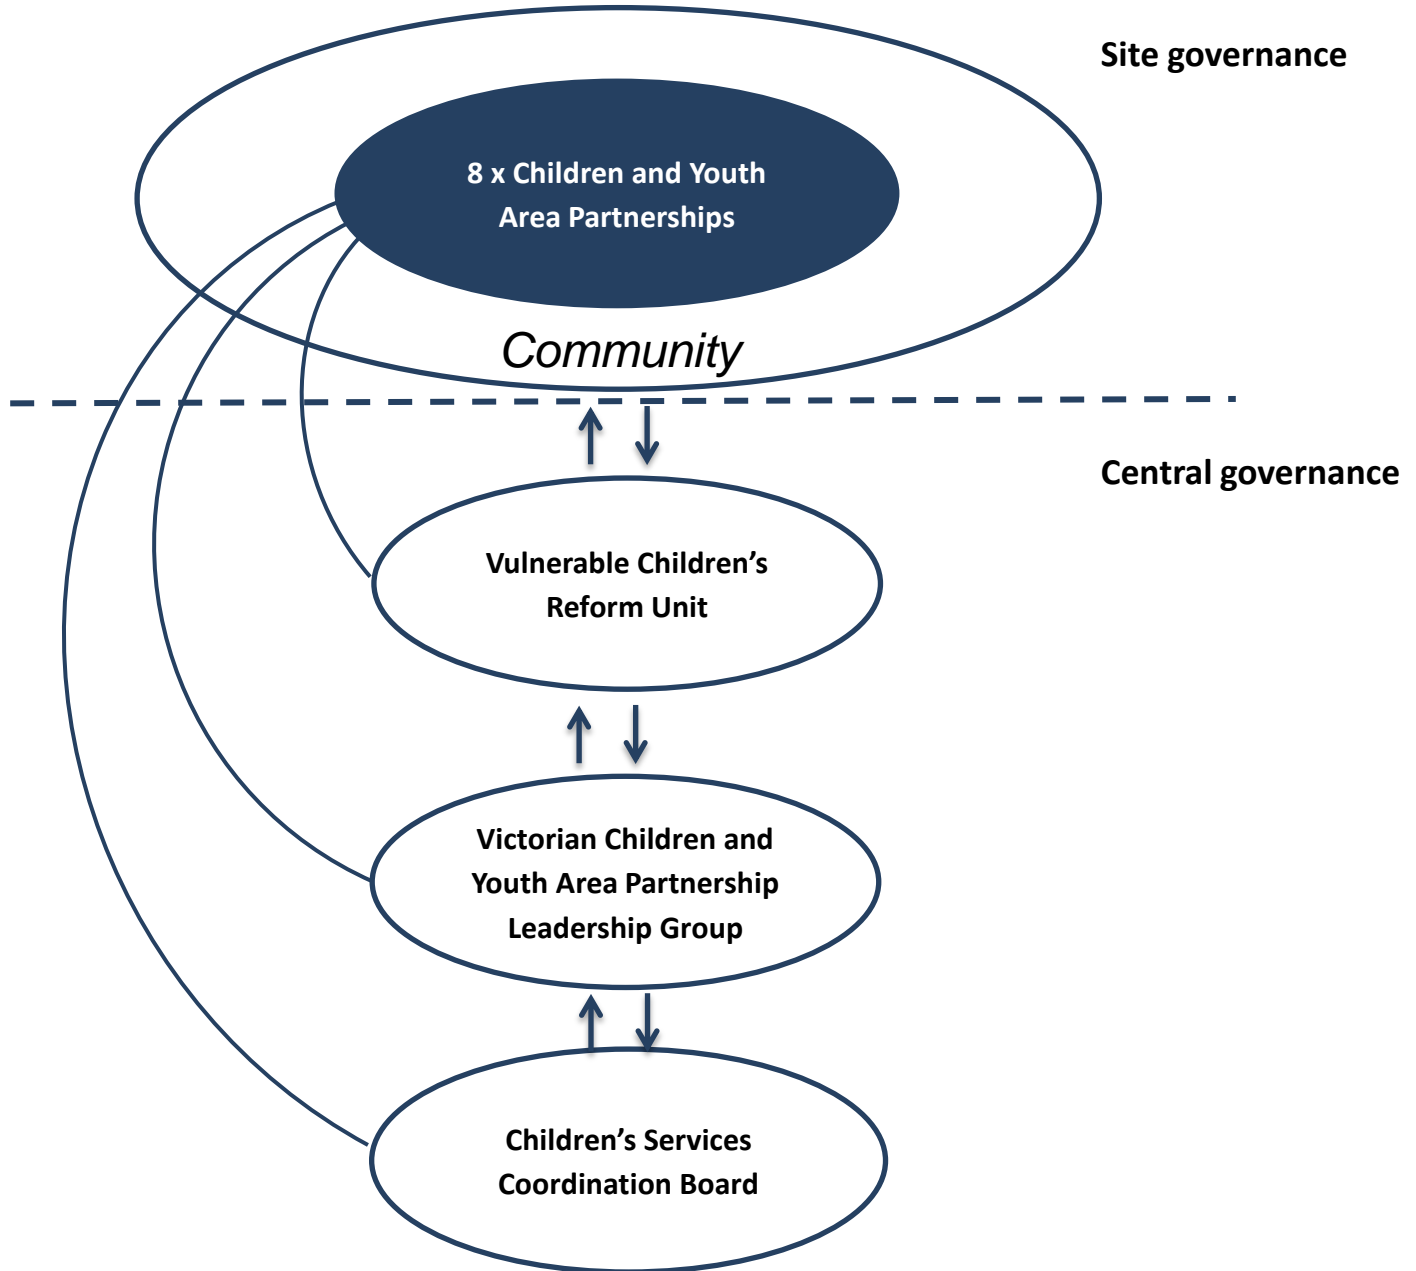 Site governance
8 x Children and Youth
Area Partnerships
Community
Central governance
Vulnerable Children’s
Reform Unit
Victorian Children and
Youth Area Partnership
Leadership Group
Children’s Services
Coordination Board